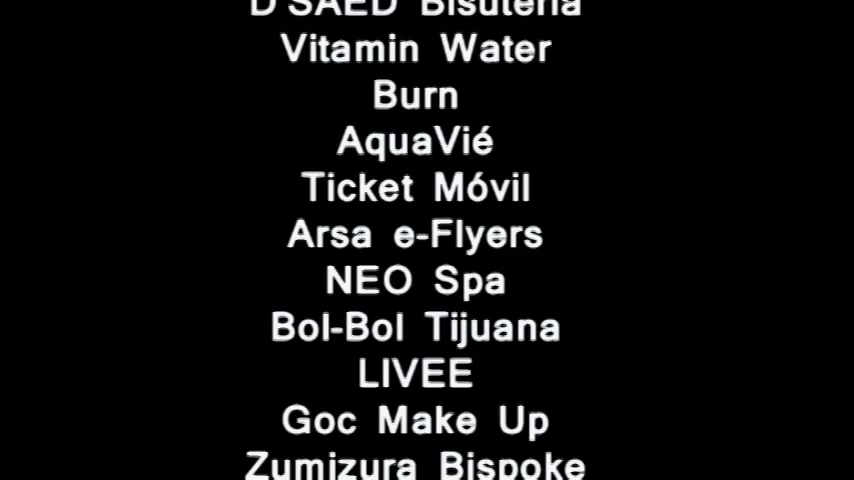 D'SAED Bisutería
Vitamin Water
Burn
AquaVié
Ticket Móvil
Arsa e-Flyers
NEO Spa
Bol-Bol Tijuana
LIVEE
Goc Make Up
Zumizura Bispoke